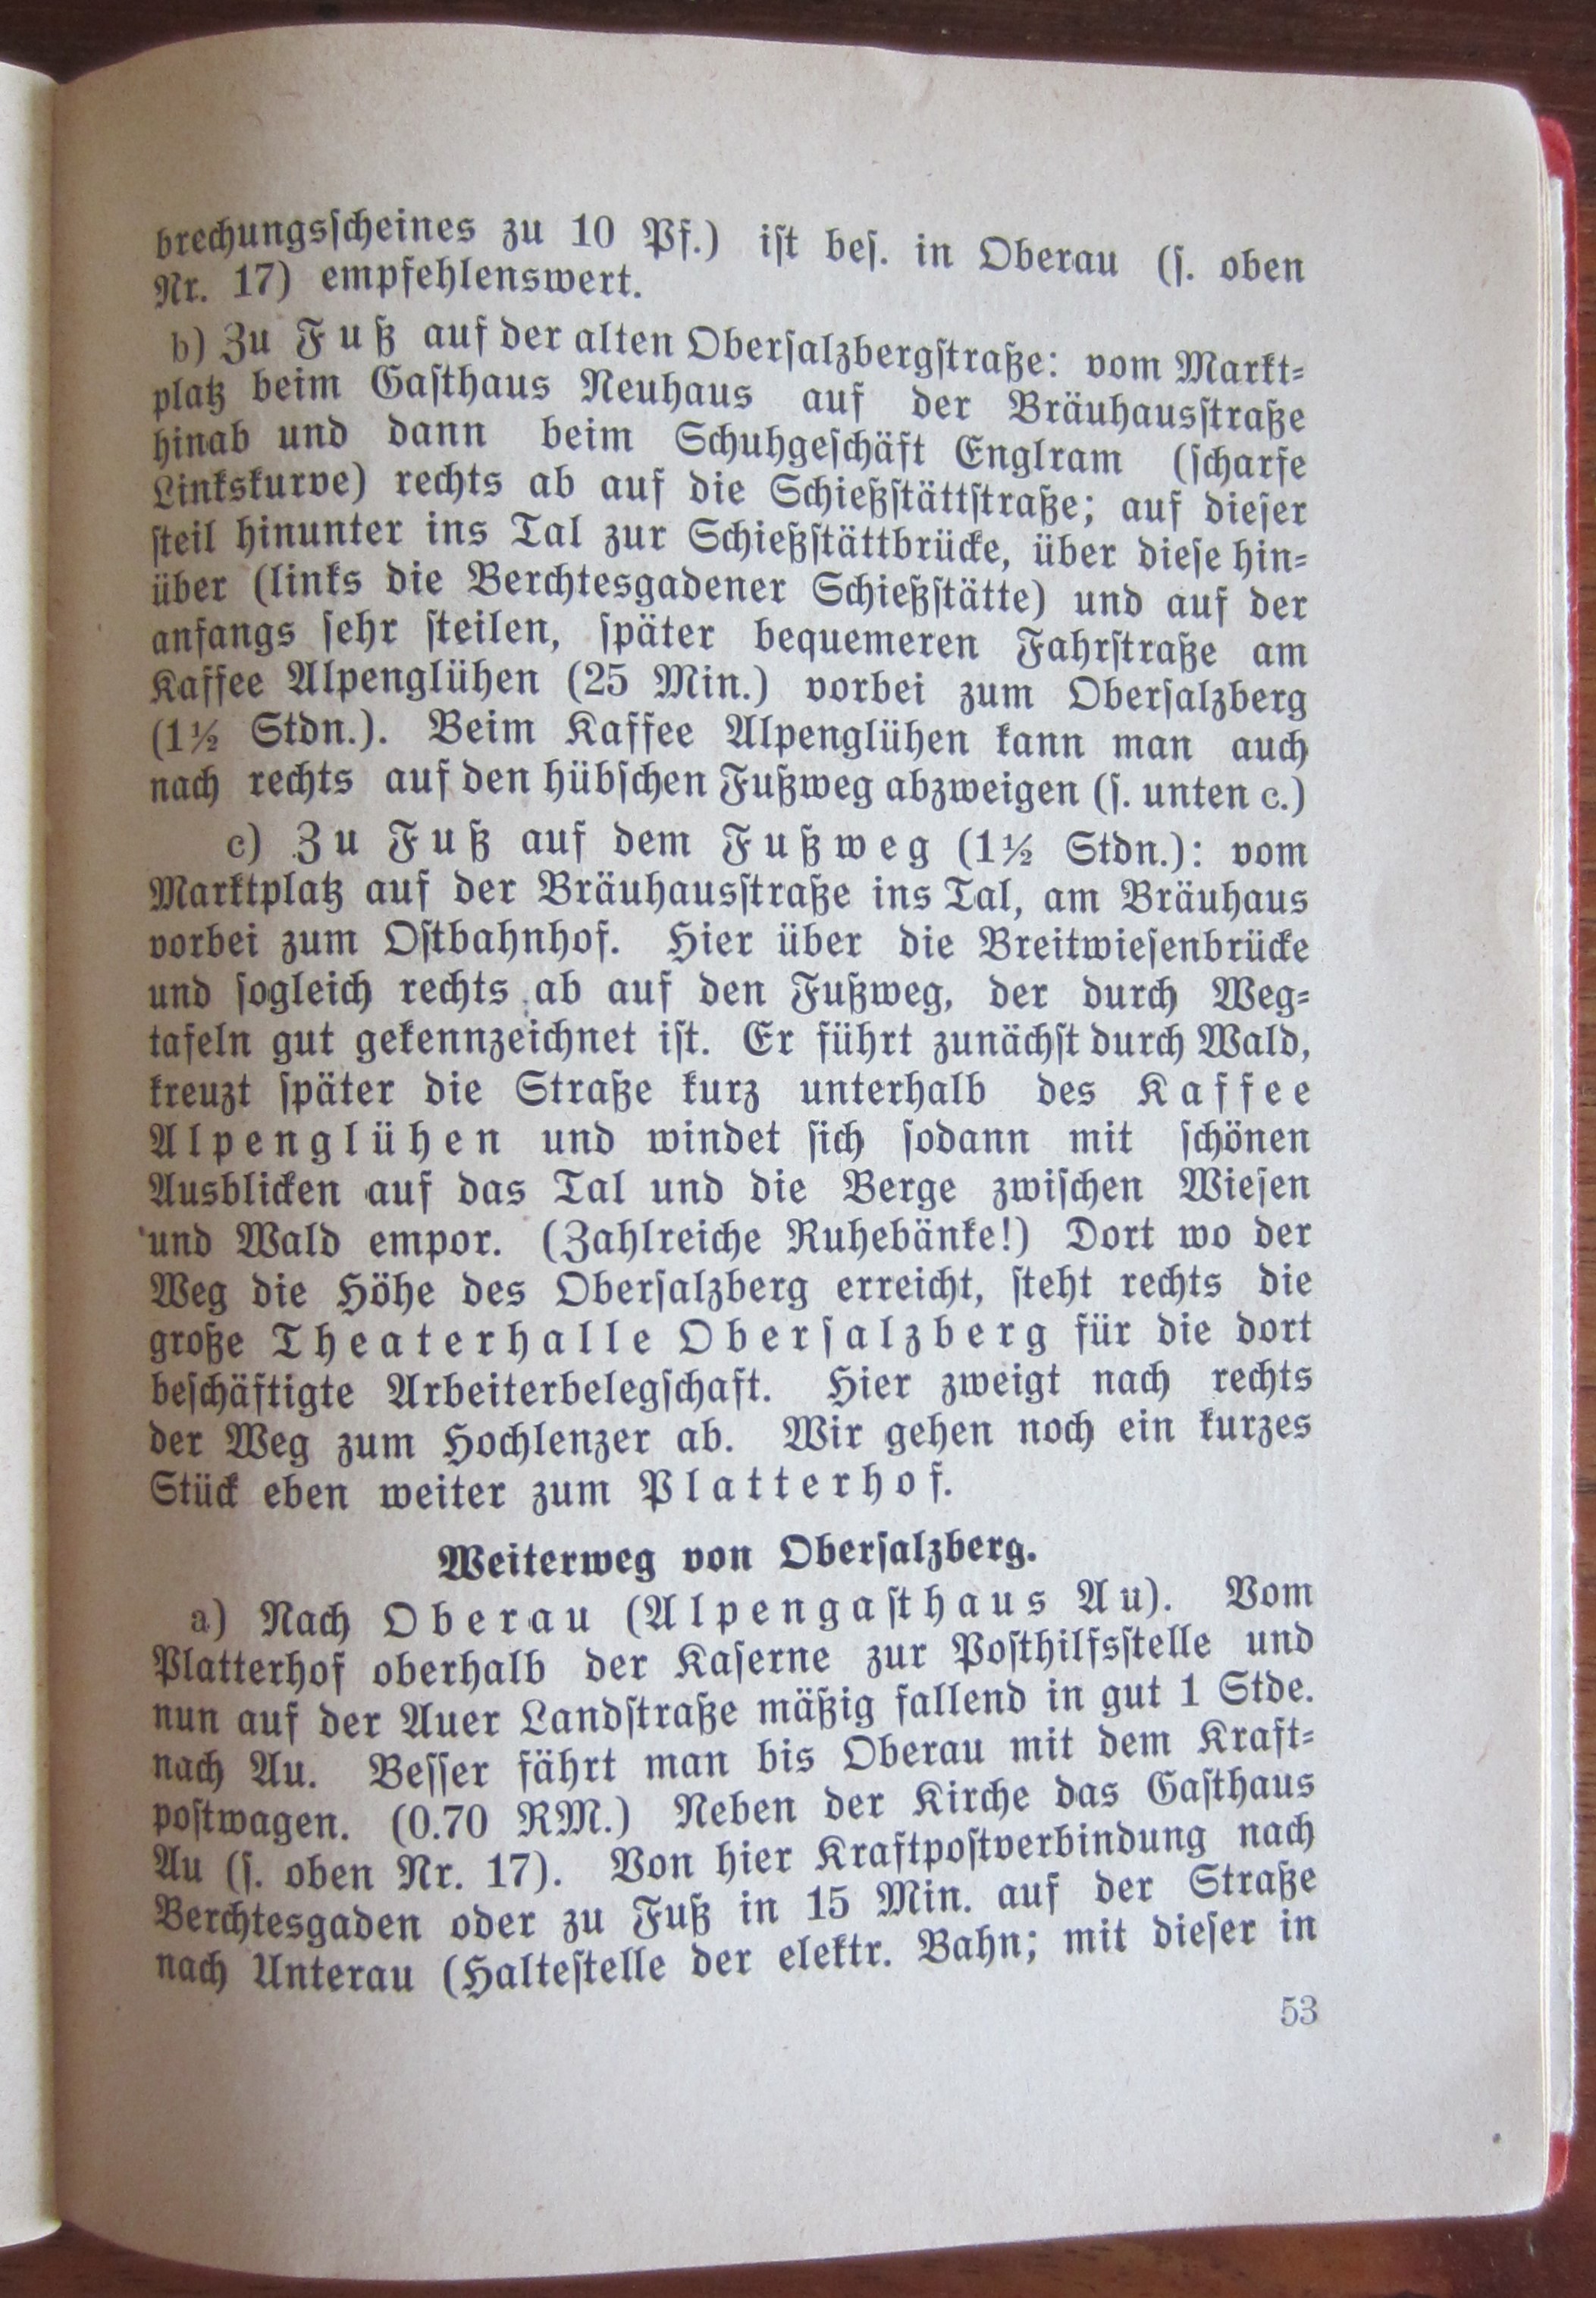 brechungsscheines zu 10 Pf.) ist bes. in Oberau (s. oben
Nr. 17) empfehlenswert.
b) Zu Fuß auf der alten Obersalzbergstraße: vom Markt-
platz beim Gasthaus Neuhaus auf der Bräuhausstraße
hinab und dann beim Schuhgeschäft Englram (scharfe
Linkskurve) rechts ab auf die Schießstättstraße; auf dieser
steil hinunter ins Tal zur Schießstättbrücke, über diese hin-
über (links die Berchtesgadener Schießstätte) und auf der
anfangs sehr steilen, später bequemeren Fahrstraße am
Kaffee Alpenglühen (25 Min.) vorbei zum Obersalzberg
(1½ Stdn.). Beim Kaffee Alpenglühen kann man auch
nach rechts auf den hübschen Fußweg abzweigen (s. unten c.)
c) Zu Fuß auf dem Fußweg (1½ Stdn.): vom
Marktplatz auf der Bräuhausstraße ins Tal, am Bräuhaus
vorbei zum Ostbahnhof. Hier über die Breitwiesenbrücke
und sogleich rechts ab auf den Fußweg, der durch Weg-
tafeln gut gekennzeichnet ist. Er führt zunächst durch Wald,
kreuzt später die Straße kurz unterhalb des Kaffee
Alpenglühen und windet sich sodann mit schönen
Ausblicken auf das Tal und die Berge zwischen Wiesen
und Wald empor. (Zahlreiche Ruhebänke!) Dort wo der
Weg die Höhe des Obersalzberg erreicht, steht rechts die
große Theaterhalle Obersalzberg für die dort
beschäftigte Arbeiterbelegschaft. Hier zweigt nach rechts
der Weg zum Hochlenzer ab. Wir gehen noch ein kurzes
Stück eben weiter zum Platterhof.
Weiterweg von Obersalzberg.
a) Nach Oberau (Alpengasthaus Au). Vom
Platterhof oberhalb der Kaserne zur Posthilfsstelle und
nun auf der Auer Landstraße mäßig fallend in gut 1 Stde.
nach Au. Besser fährt man bis Oberau mit dem Kraft-
postwagen. (0.70 RM.) Neben der Kirche das Gasthaus
Au (s. oben Nr. 17). Von hier Kraftpostverbindung nach
Berchtesgaden oder zu Fuß in 15 Min. auf der Straße
nach Unterau (Haltestelle der elektr. Bahn; mit dieser in
53